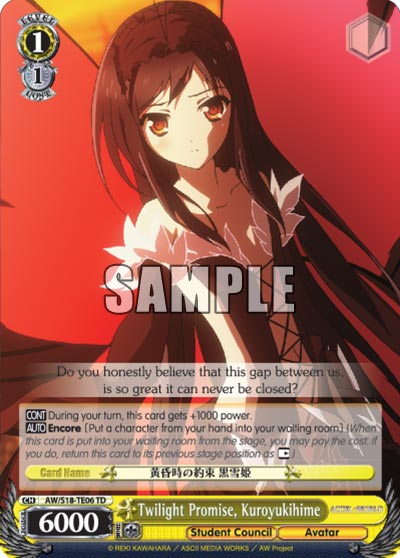 1
1
SAMPLE
Do you honestly believe that this gap between us,
is so great it can never be closed?
CONT During your turn, this card gets +1000 power.
AUTO Encore [Put a character from your hand into your waiting room] (When
this card is put into your waiting room from the stage, you may pay the cost. If
you do, return this card to its previous stage position as
)
Card Name
黄昏時の約束 黒雪姫
CH
AW/S18-TE06 TD
Twilight Promise, Kuroyukihime
6000
Student Council
Avatar
© REKI KAWAHARA / ASCII MEDIA WORKS / AW Project